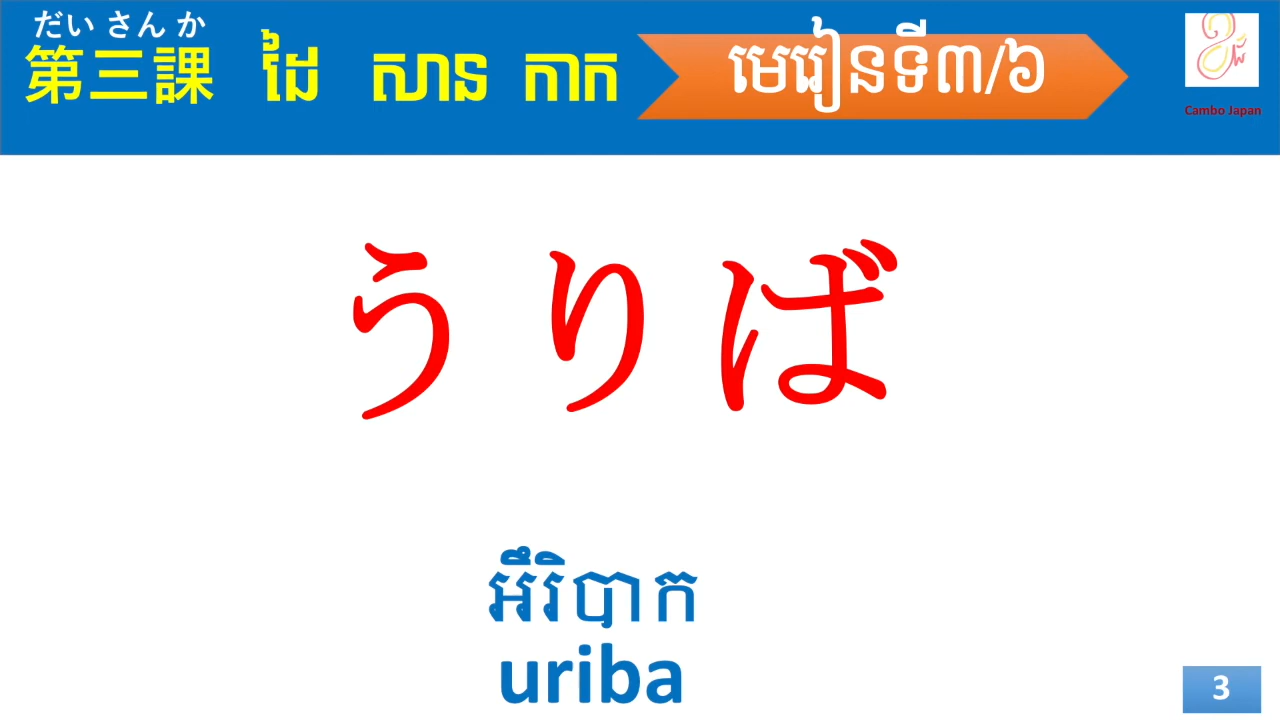 だい さん か
第三課 ដៃ សាន កាក មេរៀនទី៣/៦
Cambo Japan
うりば
អឹរិបាក
uriba
3